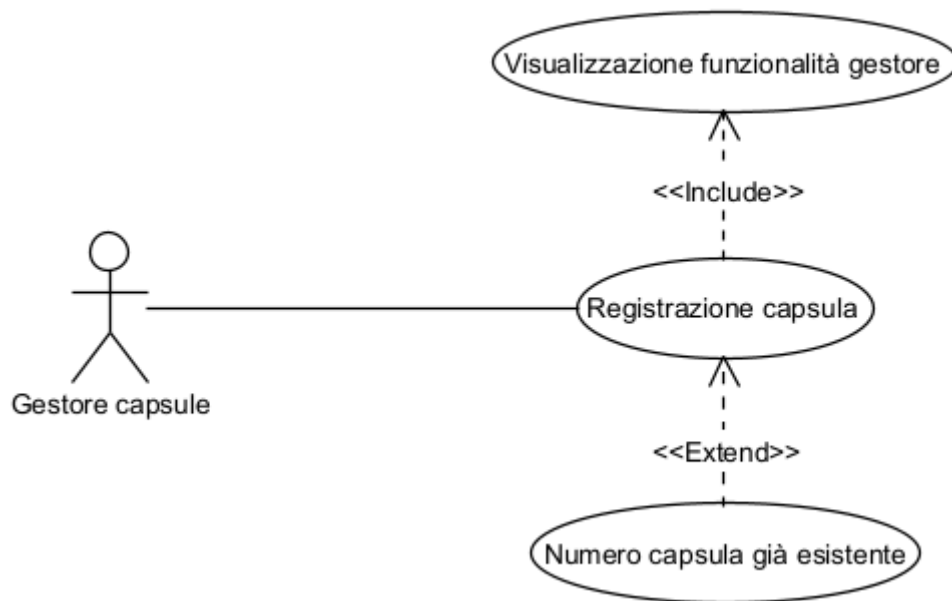 Visualizzazione funzionalità gestore
<<Include>>
Registrazione capsula
Gestore capsule
<<Extend>>
Numero capsula già esistente